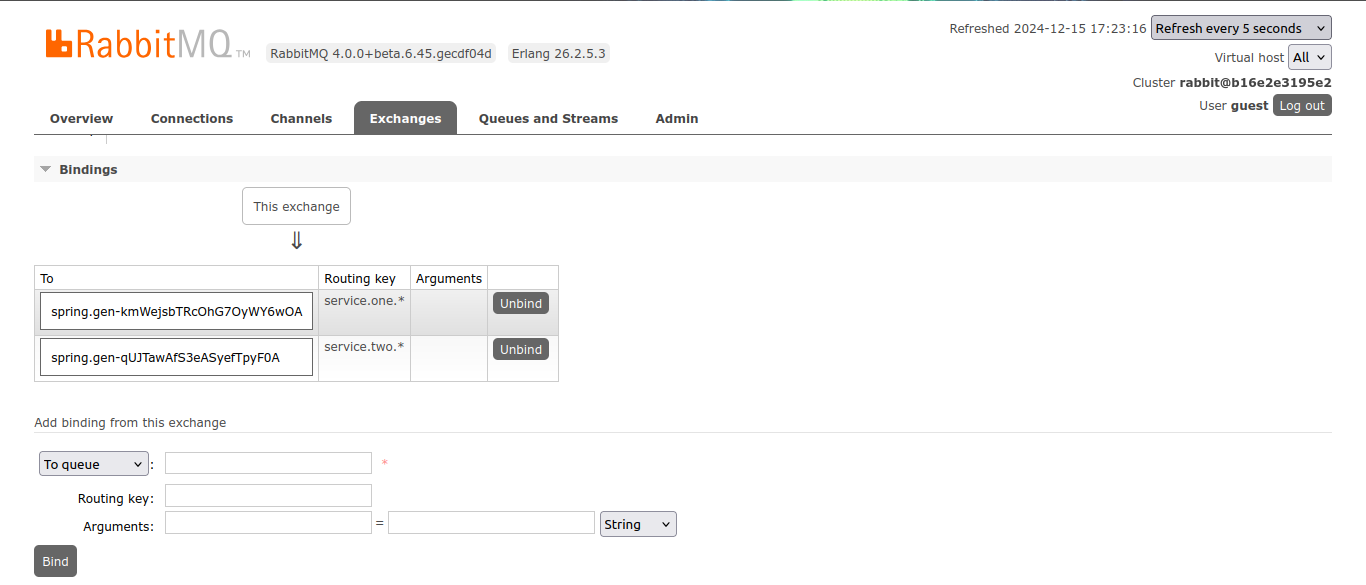 RabbitMQ TM RabbitMQ 4.0.0+beta.6.45.gecdf04d Erlang 26.2.5.3
Refreshed 2024-12-15 17:23:16 Refresh every 5 seconds
Virtual host All
Cluster rabbit@b16e2e3195e2
User guest Log out
Overview Connections Channels Exchanges Queues and Streams Admin
Bindings
This exchange
⇓
To Routing key Arguments
spring.gen-kmWejsbTRcOhG7OyWY6wOA service.one.* Unbind
spring.gen-qUJTawAfS3eASyefTpyF0A service.two.* Unbind
Add binding from this exchange
To queue : *
Routing key:
Arguments: = String
Bind